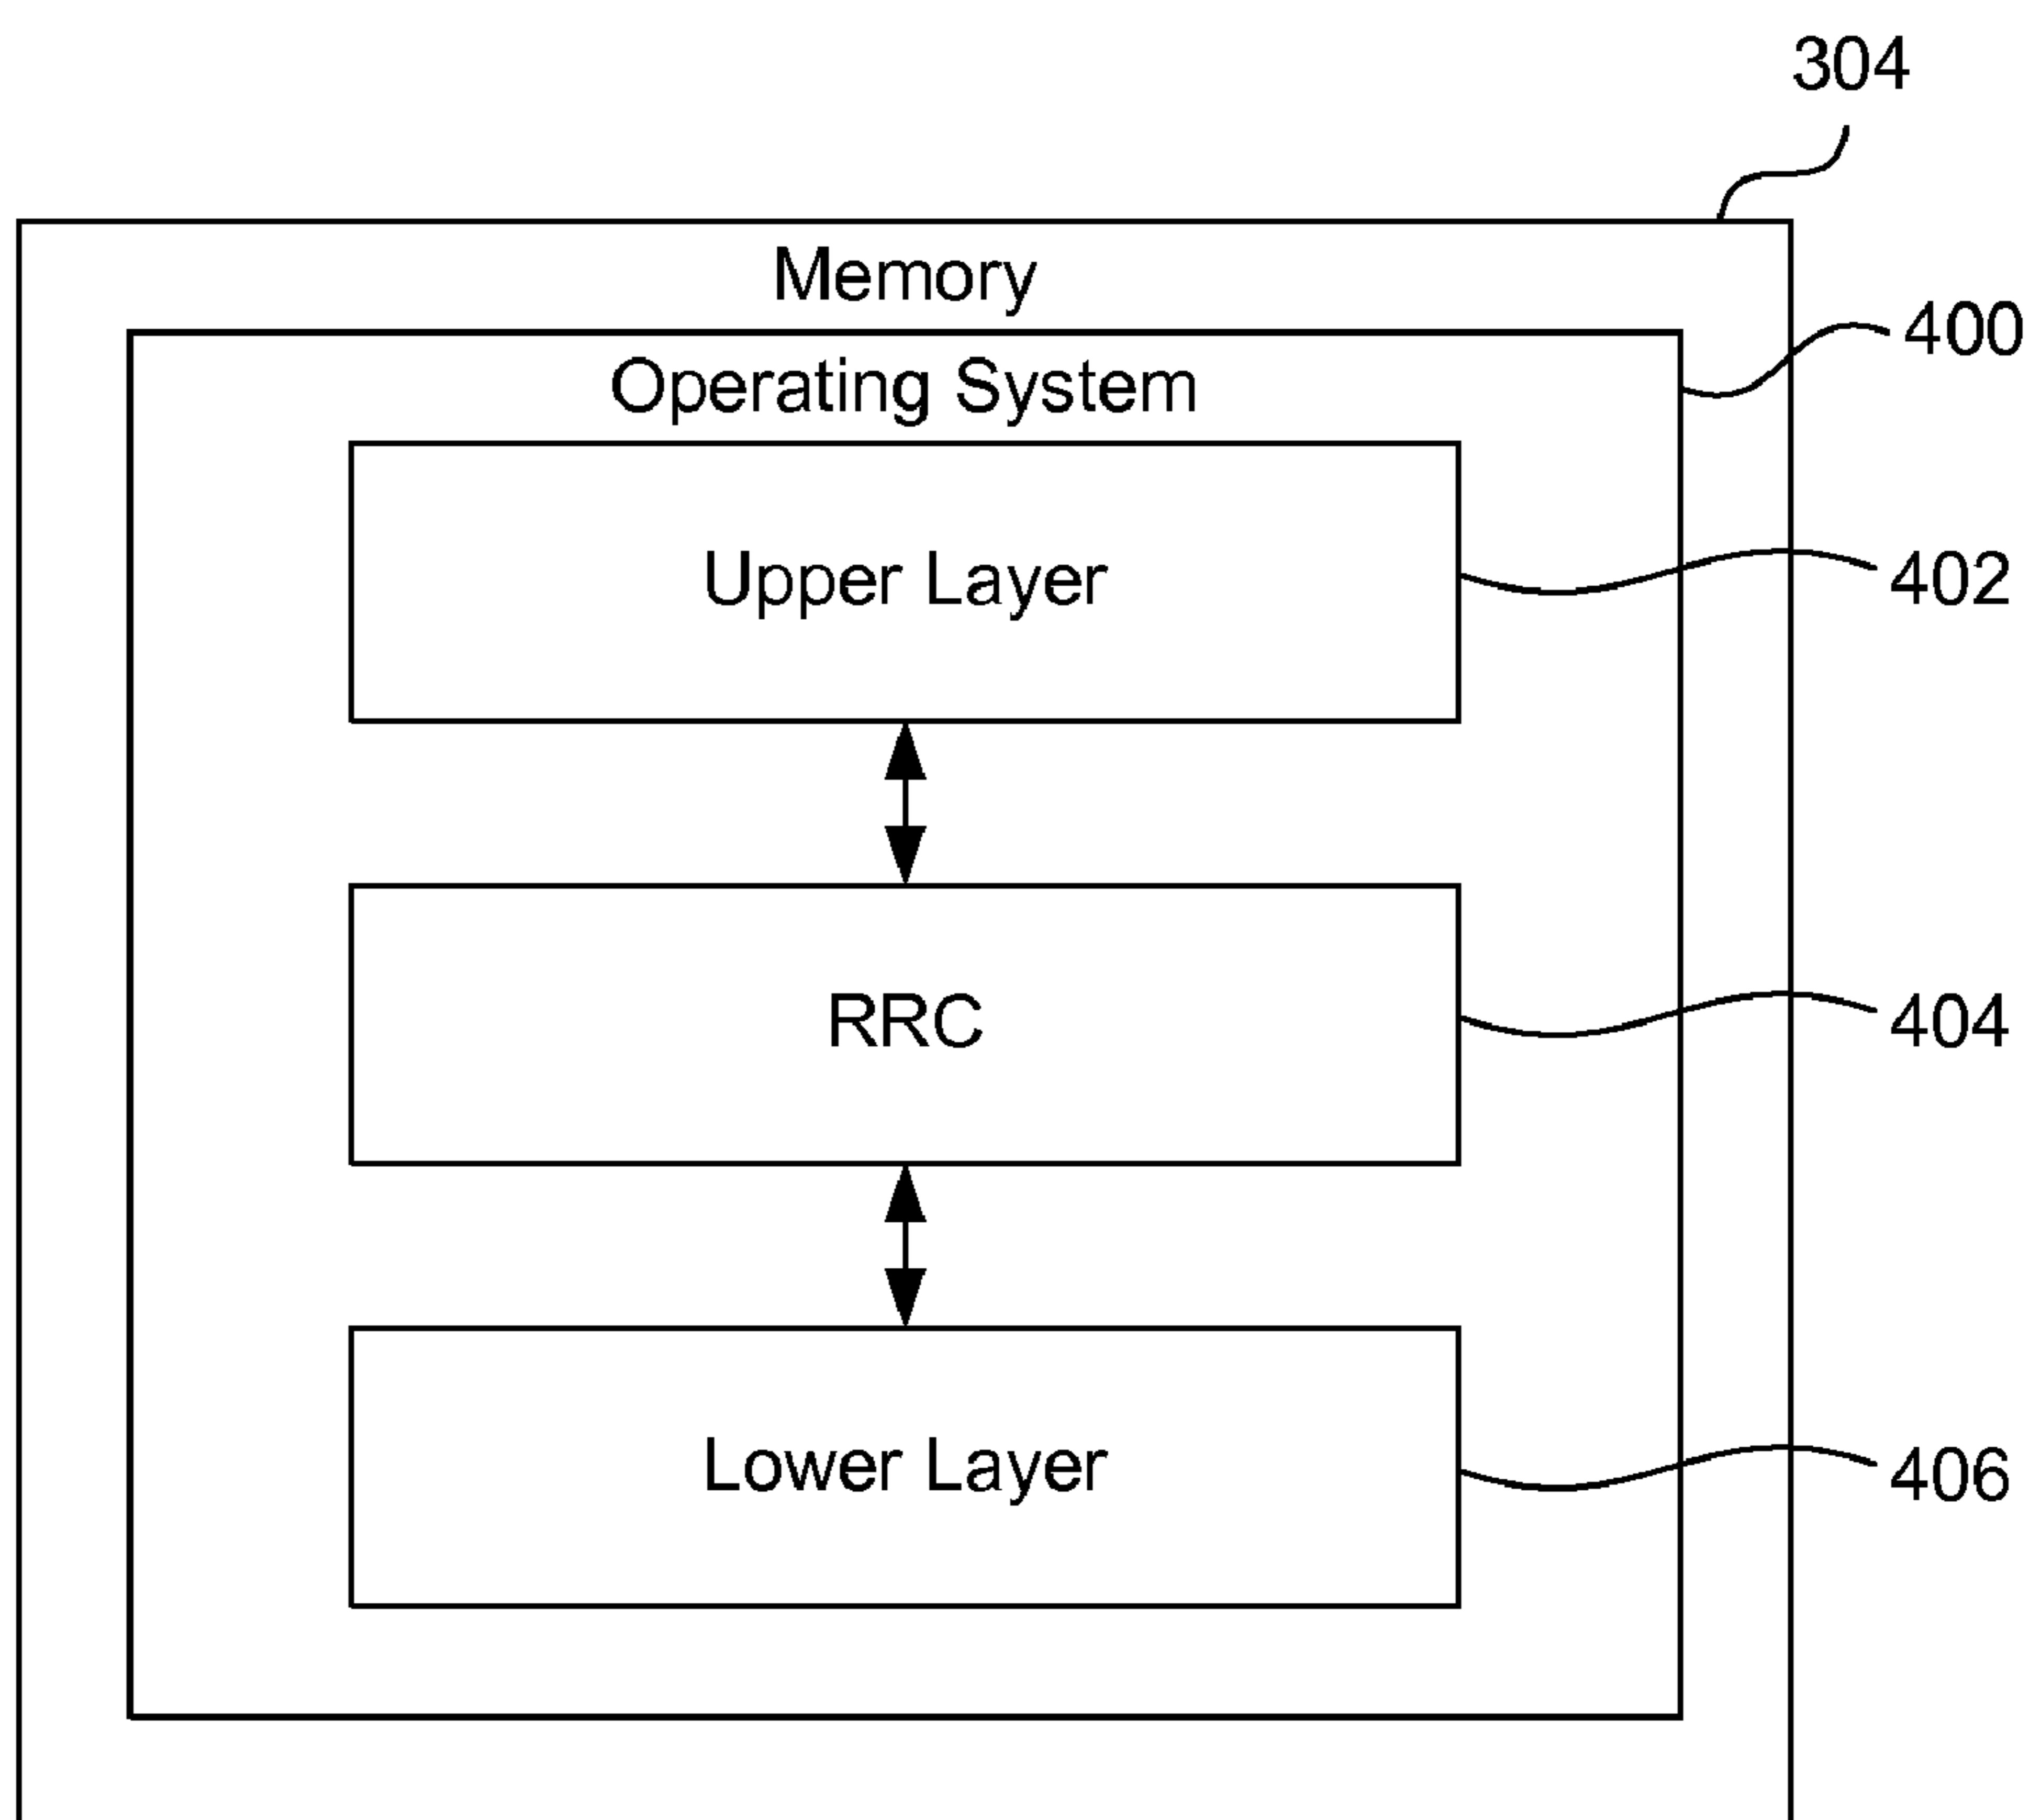 304
Memory
400
Operating System
Upper Layer
402
RRC
404
Lower Layer
406